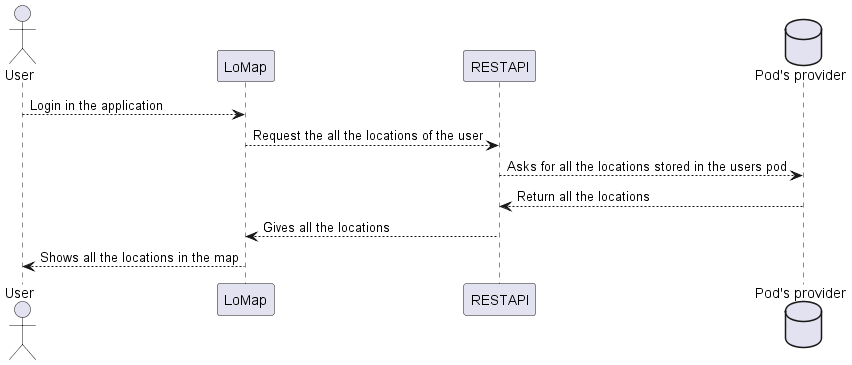 User
LoMap
RESTAPI
Pod's provider
Login in the application
Request the all the locations of the user
Asks for all the locations stored in the users pod
Return all the locations
Gives all the locations
Shows all the locations in the map
User
LoMap
RESTAPI
Pod's provider